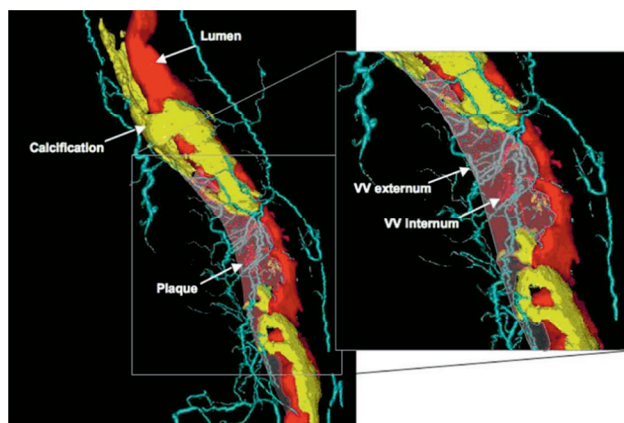 Lumen
Calcification
Plaque
VV externum
VV internum